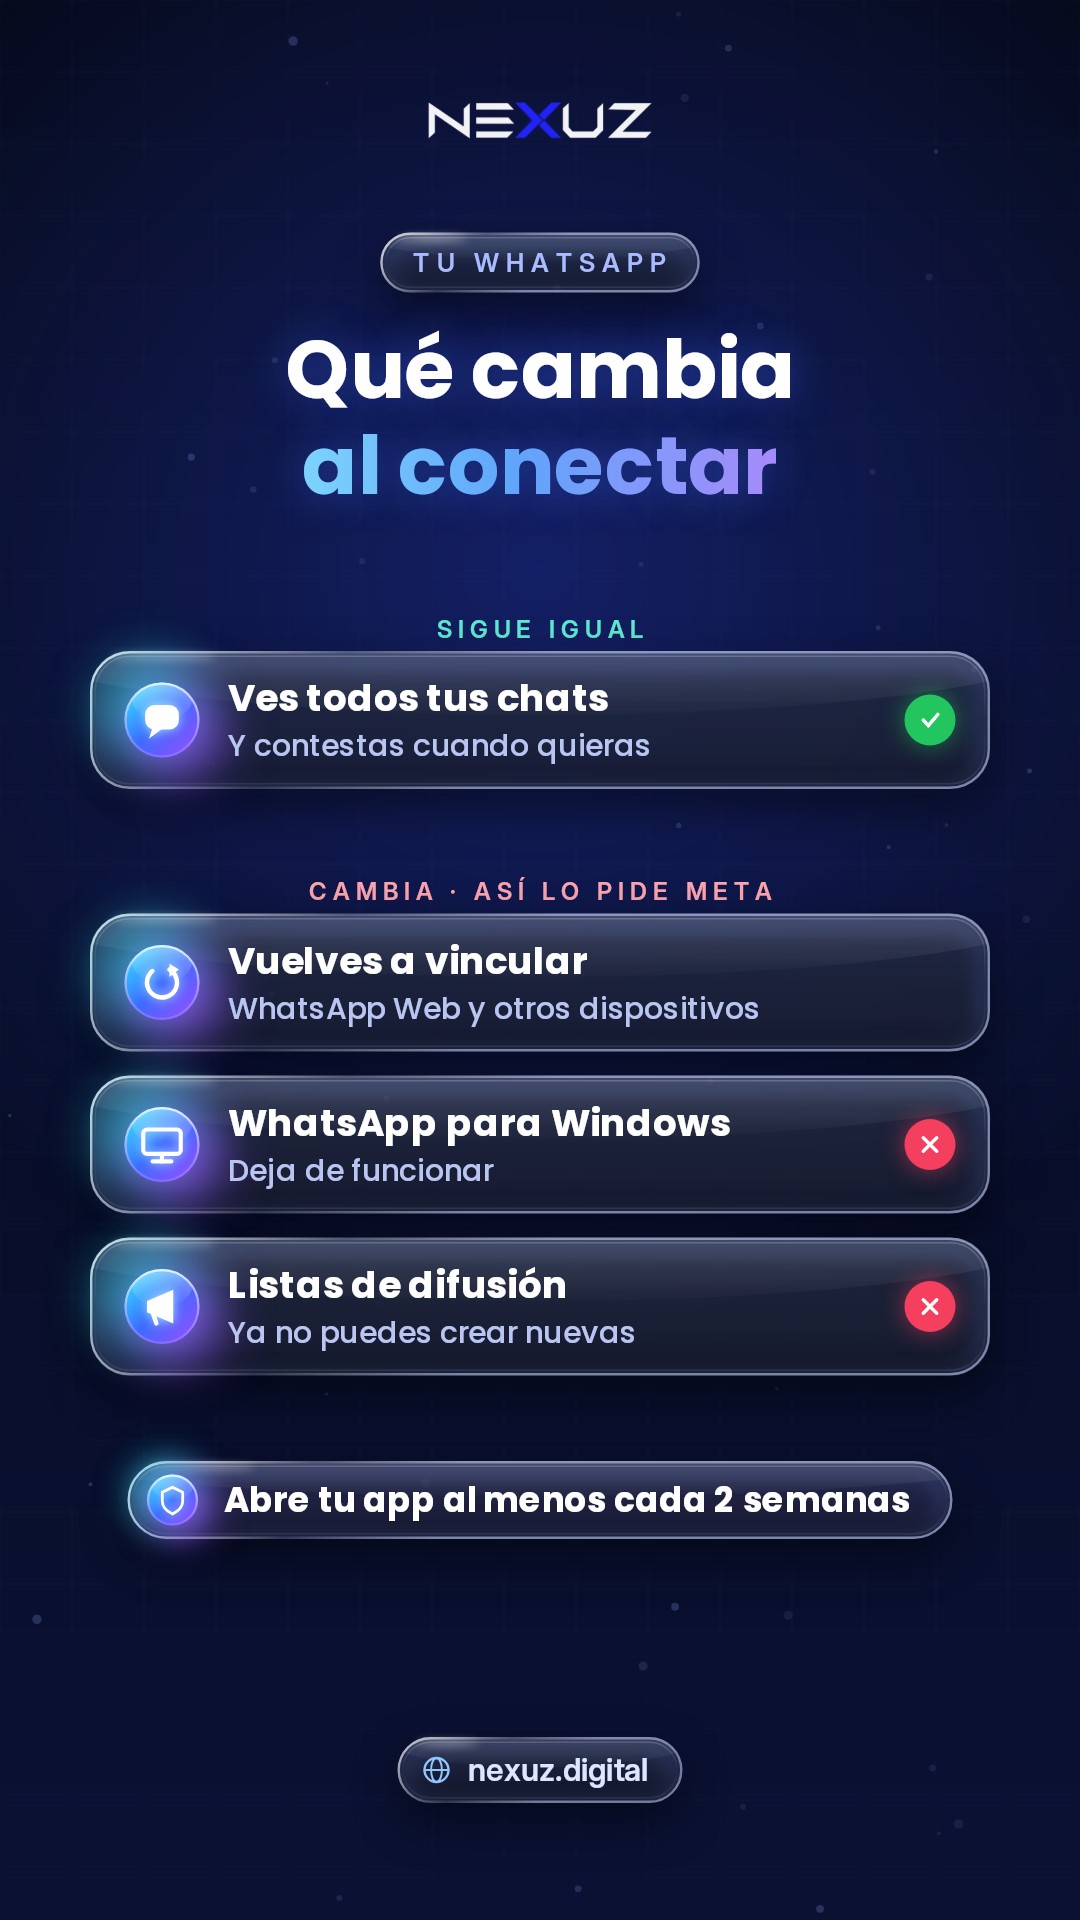 NEXUZ
TU WHATSAPP
Qué cambia
al conectar
SIGUE IGUAL
Ves todos tus chats
Y contestas cuando quieras
CAMBIA · ASÍ LO PIDE META
Vuelves a vincular
WhatsApp Web y otros dispositivos
WhatsApp para Windows
Deja de funcionar
Listas de difusión
Ya no puedes crear nuevas
Abre tu app al menos cada 2 semanas
nexuz.digital